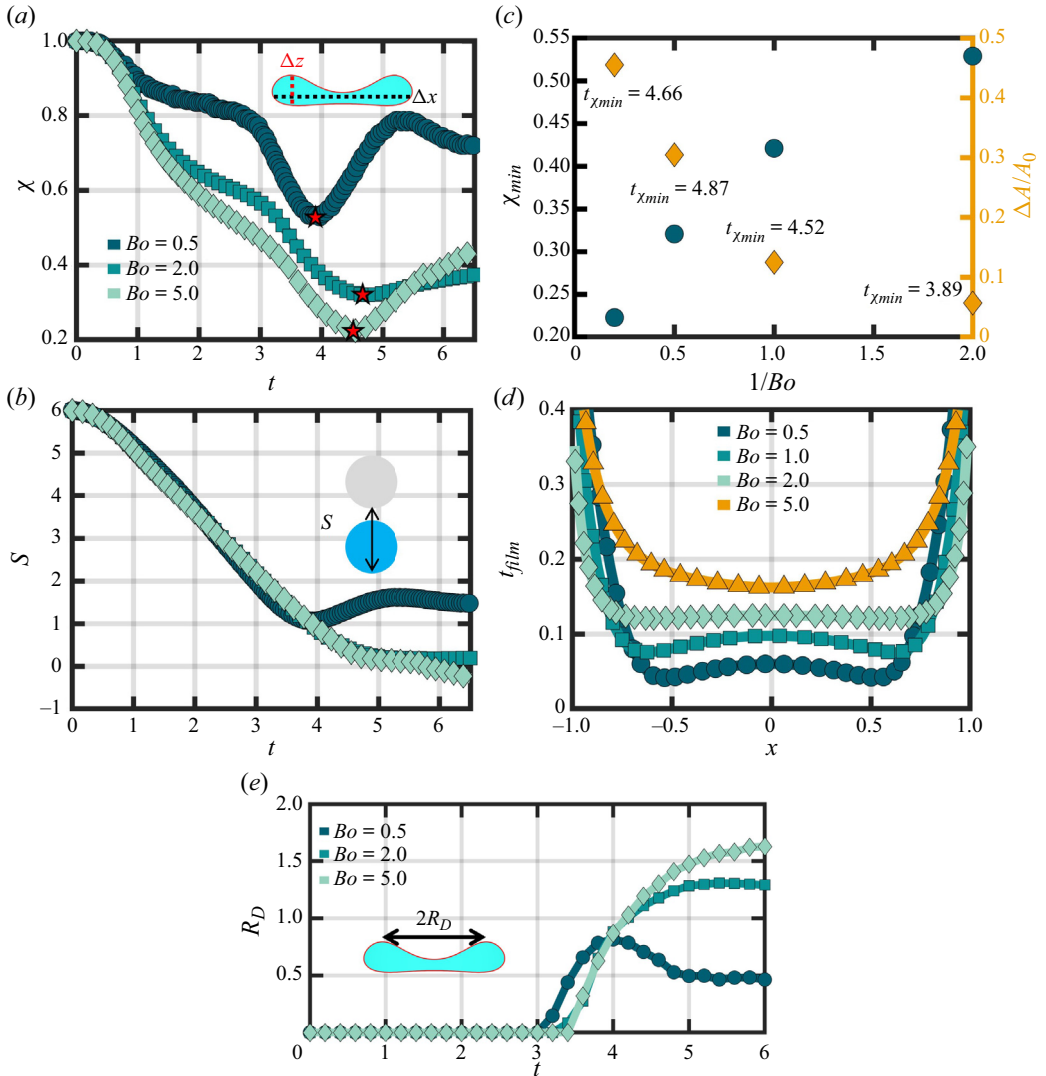 (a)
1.0
0.8
0.6
0.4
0.2
χ
Δz
Δx
Bo = 0.5
Bo = 2.0
Bo = 5.0
0 1 2 3 4 5 6
t
(c)
0.55
0.50
0.45
0.40
0.35
0.30
0.25
0.20
χmin
tχmin = 4.66
tχmin = 4.87
tχmin = 4.52
tχmin = 3.89
0.5
0.4
0.3
0.2
0.1
0
ΔA/A0
0 0.5 1.0 1.5 2.0
1/Bo
(b)
6
5
4
3
2
1
0
−1
S
S
0 1 2 3 4 5 6
t
(d)
0.4
0.3
0.2
0.1
0
tfilm
Bo = 0.5
Bo = 1.0
Bo = 2.0
Bo = 5.0
−1.0 −0.5 0 0.5 1.0
x
(e)
2.0
1.5
1.0
0.5
RD
Bo = 0.5
Bo = 2.0
Bo = 5.0
2RD
0 1 2 3 4 5 6
t